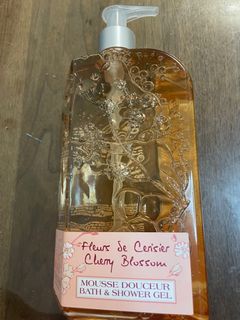 Fleurs de Cerisier
Cherry Blossom
MOUSSE DOUCEUR
BATH & SHOWER GEL